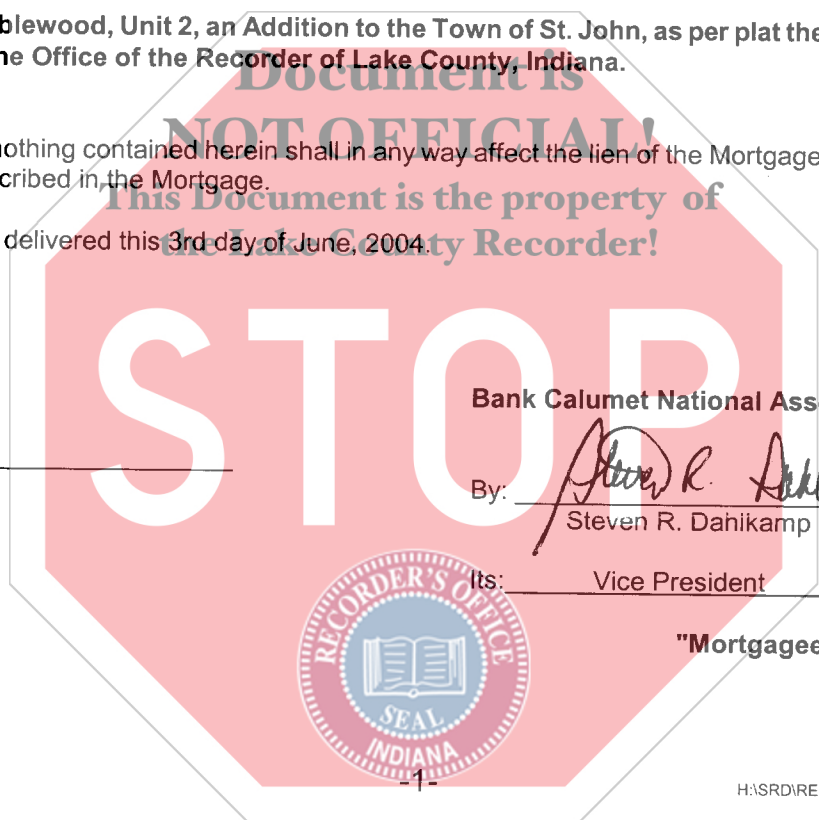 blewood, Unit 2, an Addition to the Town of St. John, as per plat the
ne Office of the Recorder of Lake County, Indiana.
Document is
NOT OFFICIAL!
othing contained herein shall in any way affect the lien of the Mortgage
cribed in the Mortgage.
This Document is the property of
the Lake County Recorder!
delivered this 3rd day of June, 2004.
STOP
Bank Calumet National Ass
By: Steven R. Dahl
Steven R. Dahikamp
Its: Vice President
"Mortgagee
RECORDER'S OFFICE
SEAL
INDIANA
-1-
H:\SRD\RE